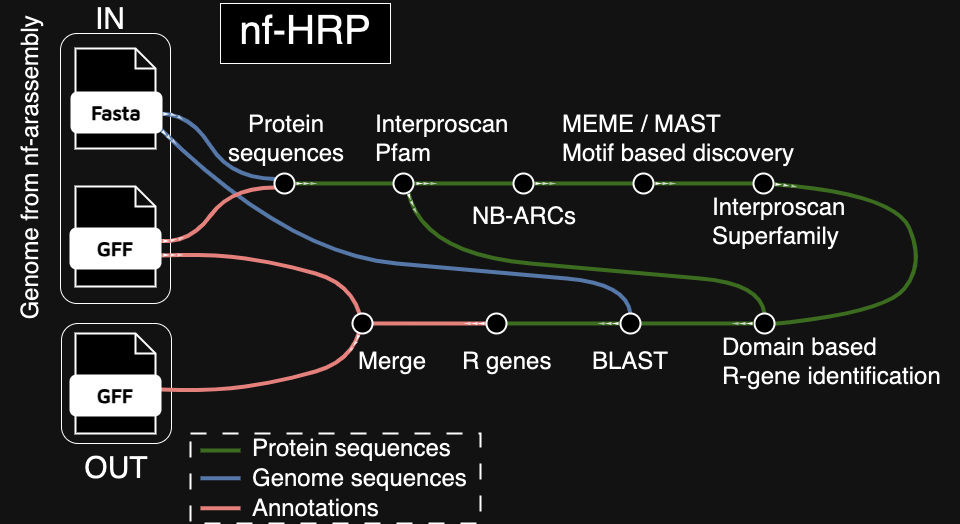 IN
nf-HRP
Genome from nf-arassembly
Fasta
GFF
Protein
sequences
Interproscan
Pfam
NB-ARCs
MEME / MAST
Motif based discovery
Interproscan
Superfamily
Merge
R genes
BLAST
Domain based
R-gene identification
GFF
OUT
Protein sequences
Genome sequences
Annotations